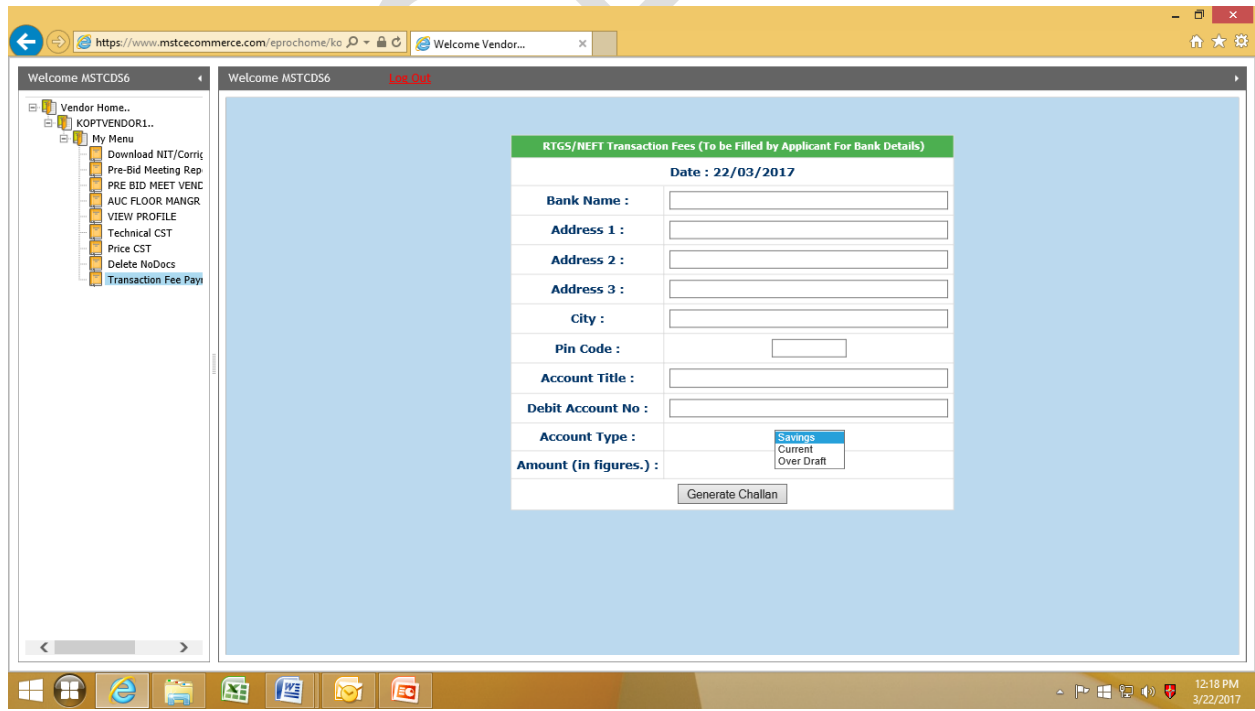 https://www.mstcecommerce.com/eprochome/ko
Welcome Vendor...
Welcome MSTCDS6
Welcome MSTCDS6 Log Out
Vendor Home..
KOPTVENDOR1..
My Menu
Download NIT/Corrig
Pre-Bid Meeting Rep
PRE BID MEET VEND
AUC FLOOR MANGR
VIEW PROFILE
Technical CST
Price CST
Delete NoDocs
Transaction Fee Payn
RTGS/NEFT Transaction Fees (To be Filled by Applicant For Bank Details)
Date : 22/03/2017
Bank Name :
Address 1 :
Address 2 :
Address 3 :
City :
Pin Code :
Account Title :
Debit Account No :
Account Type :
Savings
Current
Over Draft
Amount (in figures.) :
Generate Challan
12:18 PM
3/22/2017